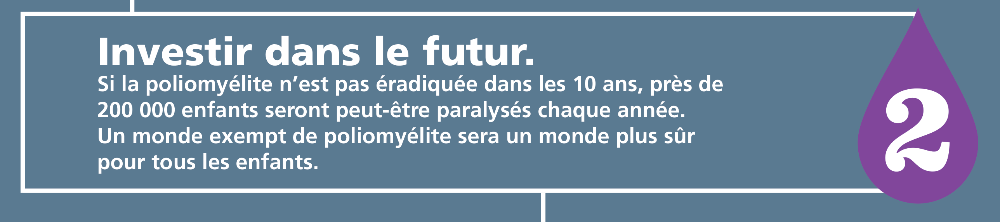 Investir dans le futur.
Si la poliomyélite n’est pas éradiquée dans les 10 ans, près de
200 000 enfants seront peut-être paralysés chaque année.
Un monde exempt de poliomyélite sera un monde plus sûr
pour tous les enfants.
2